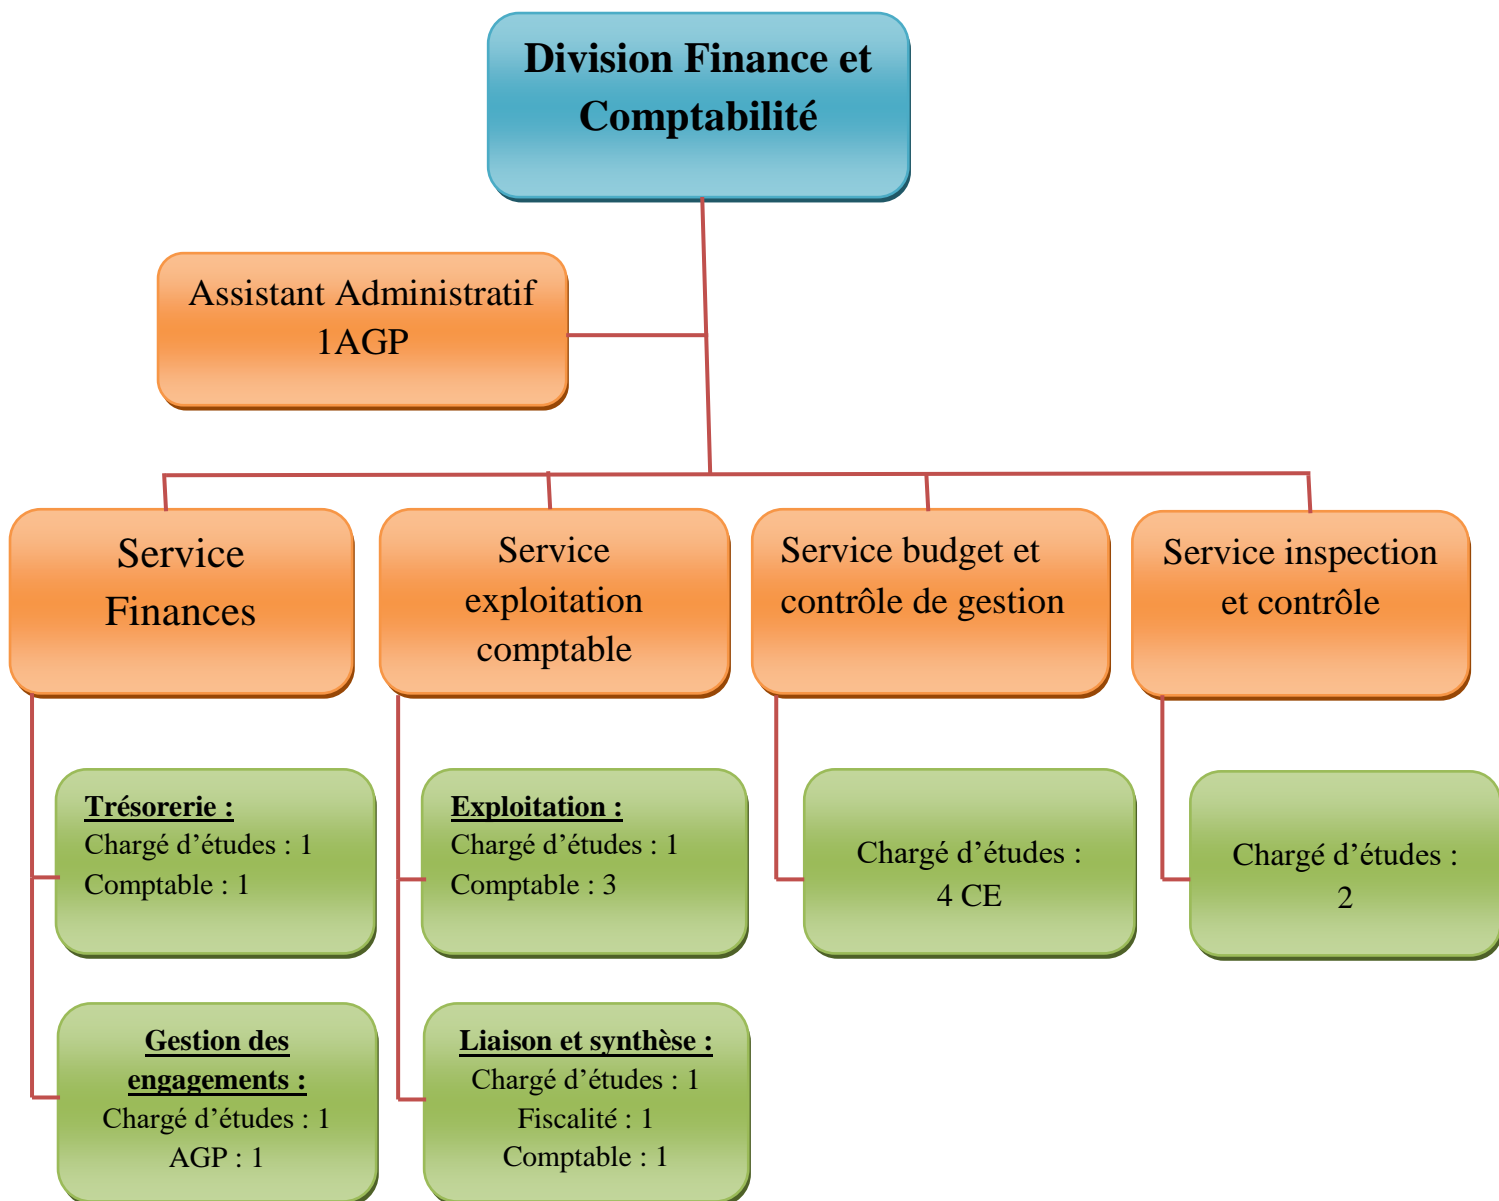 Division Finance et
Comptabilité
Assistant Administratif
1AGP
Service
Finances
Service
exploitation
comptable
Service budget et
contrôle de gestion
Service inspection
et contrôle
Trésorerie :
Chargé d’études : 1
Comptable : 1
Exploitation :
Chargé d’études : 1
Comptable : 3
Chargé d’études :
4 CE
Chargé d’études :
2
Gestion des
engagements :
Chargé d’études : 1
AGP : 1
Liaison et synthèse :
Chargé d’études : 1
Fiscalité : 1
Comptable : 1